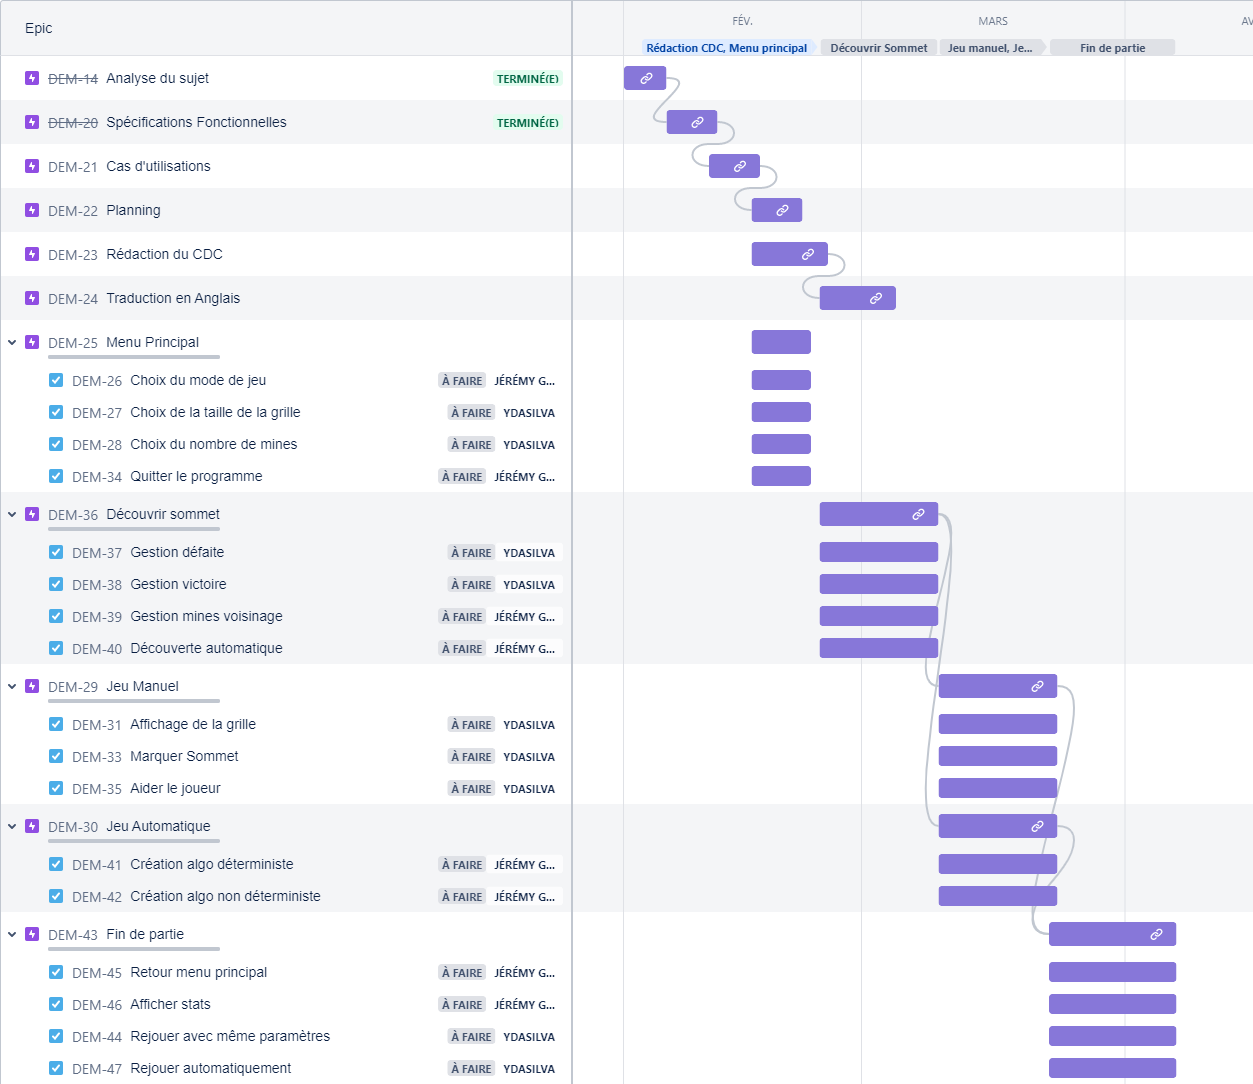 Epic
FÉV.
MARS
AV
Rédaction CDC, Menu principal
Découvrir Sommet
Jeu manuel, Je...
Fin de partie
DEM-14 Analyse du sujet TERMINÉ(E)
DEM-20 Spécifications Fonctionnelles TERMINÉ(E)
DEM-21 Cas d'utilisations
DEM-22 Planning
DEM-23 Rédaction du CDC
DEM-24 Traduction en Anglais
DEM-25 Menu Principal
DEM-26 Choix du mode de jeu À FAIRE JÉRÉMY G...
DEM-27 Choix de la taille de la grille À FAIRE YDASILVA
DEM-28 Choix du nombre de mines À FAIRE YDASILVA
DEM-34 Quitter le programme À FAIRE JÉRÉMY G...
DEM-36 Découvrir sommet
DEM-37 Gestion défaite À FAIRE YDASILVA
DEM-38 Gestion victoire À FAIRE YDASILVA
DEM-39 Gestion mines voisinage À FAIRE JÉRÉMY G...
DEM-40 Découverte automatique À FAIRE JÉRÉMY G...
DEM-29 Jeu Manuel
DEM-31 Affichage de la grille À FAIRE YDASILVA
DEM-33 Marquer Sommet À FAIRE YDASILVA
DEM-35 Aider le joueur À FAIRE YDASILVA
DEM-30 Jeu Automatique
DEM-41 Création algo déterministe À FAIRE JÉRÉMY G...
DEM-42 Création algo non déterministe À FAIRE JÉRÉMY G...
DEM-43 Fin de partie
DEM-45 Retour menu principal À FAIRE JÉRÉMY G...
DEM-46 Afficher stats À FAIRE JÉRÉMY G...
DEM-44 Rejouer avec même paramètres À FAIRE YDASILVA
DEM-47 Rejouer automatiquement À FAIRE YDASILVA